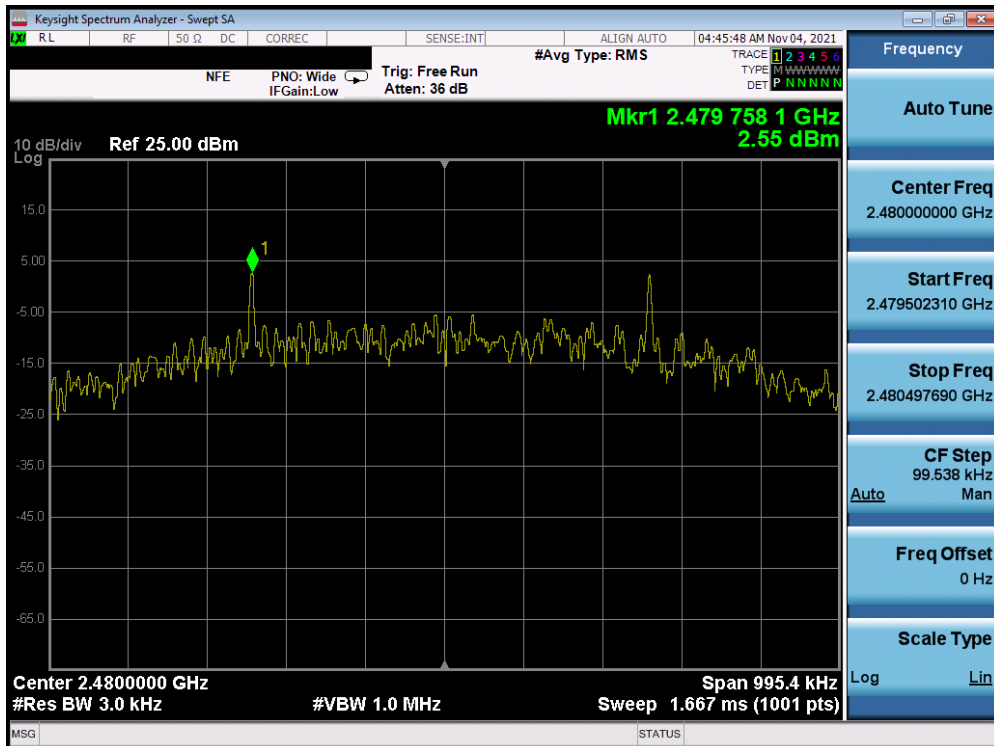 Keysight Spectrum Analyzer - Swept SA
LXI RL RF 50 Ω DC CORREC SENSE:INT ALIGN AUTO 04:45:48 AM Nov 04, 2021
#Avg Type: RMS TRACE 1 2 3 4 5 6
NFE PNO: Wide Trig: Free Run TYPE M WWWWW
IFGain:Low Atten: 36 dB DET P N N N N N
Mkr1 2.479 758 1 GHz
2.55 dBm
10 dB/div Ref 25.00 dBm
Log
1
15.0
5.00
-5.00
-15.0
-25.0
-35.0
-45.0
-55.0
-65.0
Center 2.4800000 GHz Span 995.4 kHz
#Res BW 3.0 kHz #VBW 1.0 MHz Sweep 1.667 ms (1001 pts)
MSG STATUS
Frequency
Auto Tune
Center Freq
2.480000000 GHz
Start Freq
2.479502310 GHz
Stop Freq
2.480497690 GHz
CF Step
99.538 kHz
Auto Man
Freq Offset
0 Hz
Scale Type
Log Lin